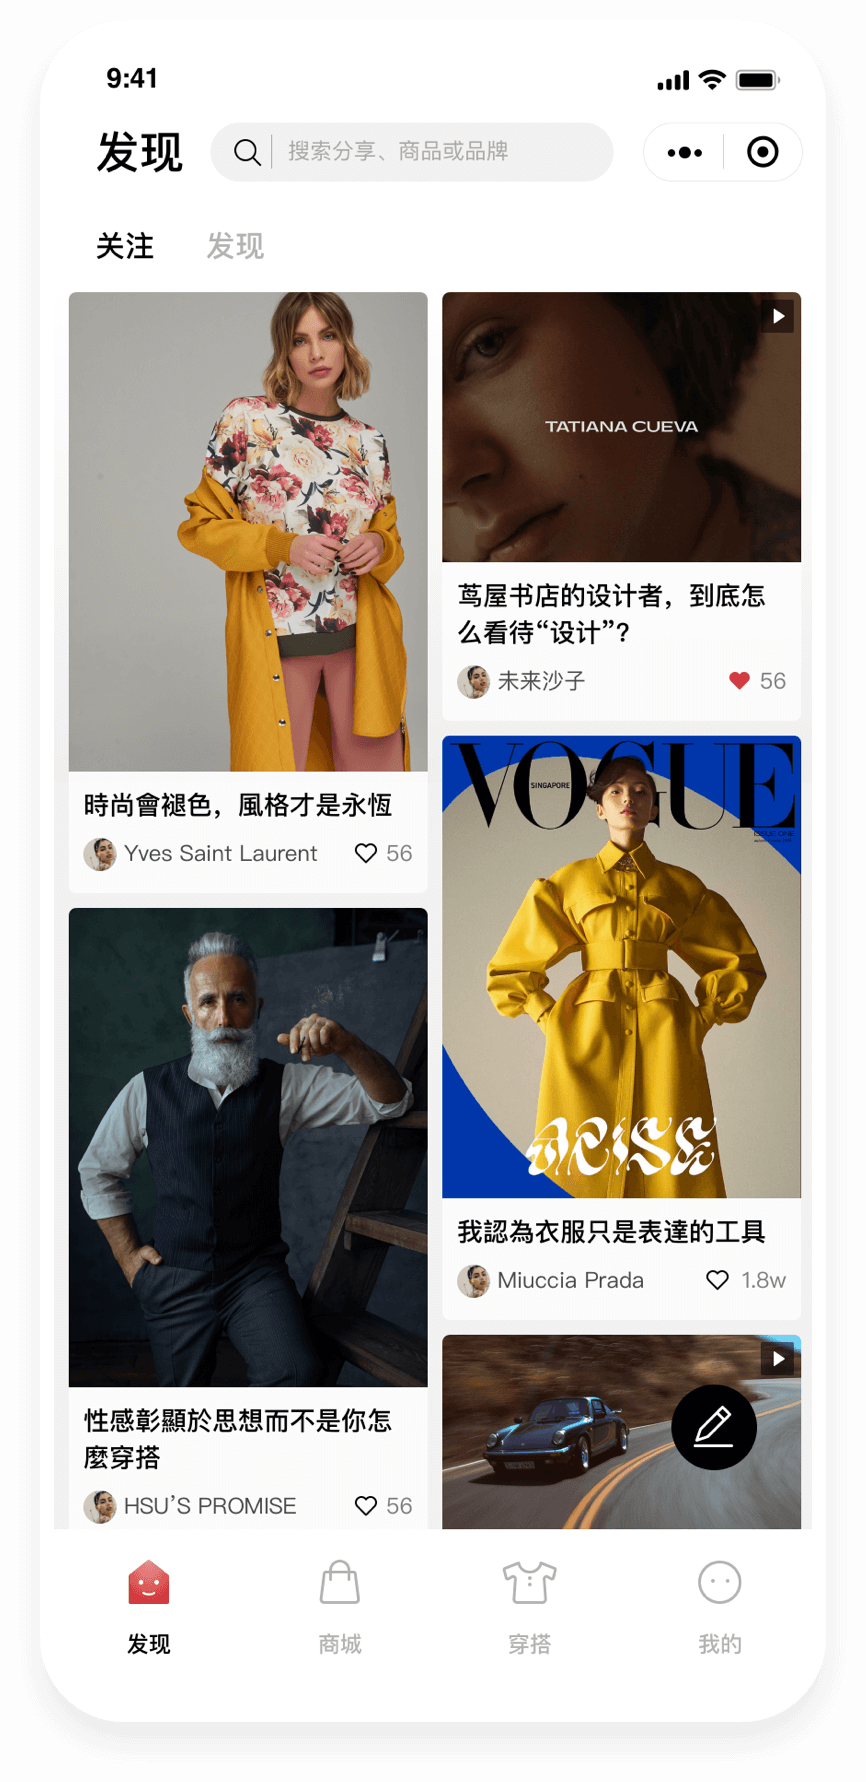 9:41
发现
搜索分享、商品或品牌
关注 发现
時尚會褪色，風格才是永恆
Yves Saint Laurent 56
性感彰顯於思想而不是你怎
麼穿搭
HSU'S PROMISE 56
TATIANA CUEVA
茑屋书店的设计者，到底怎
么看待“设计”？
未来沙子 56
VOGUE
SINGAPORE
ISSUE ONE
ARISE
我認為衣服只是表達的工具
Miuccia Prada 1.8w
发现 商城 穿搭 我的